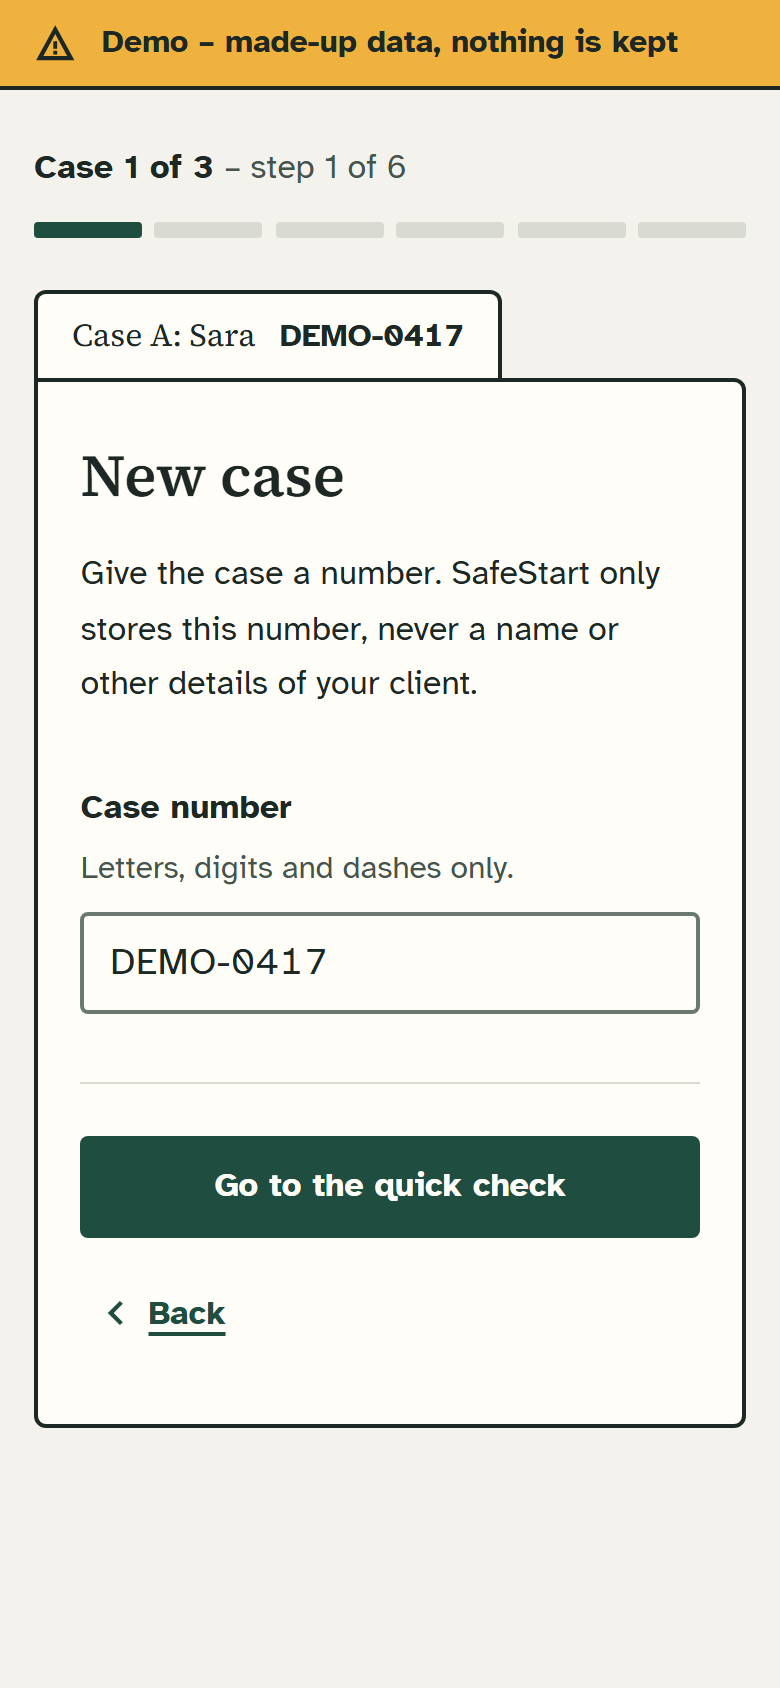 Demo – made-up data, nothing is kept
Case 1 of 3 – step 1 of 6
Case A: Sara DEMO-0417
New case
Give the case a number. SafeStart only
stores this number, never a name or
other details of your client.
Case number
Letters, digits and dashes only.
DEMO-0417
Go to the quick check
Back